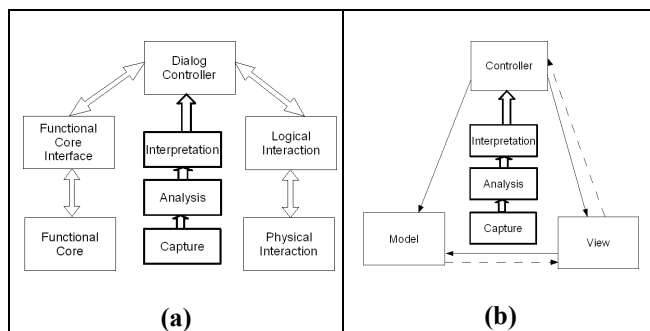 Dialog
Controller
Functional
Core
Interface
Interpretation
Logical
Interaction
Analysis
Functional
Core
Capture
Physical
Interaction
(a)
Controller
Interpretation
Analysis
Capture
Model
View
(b)